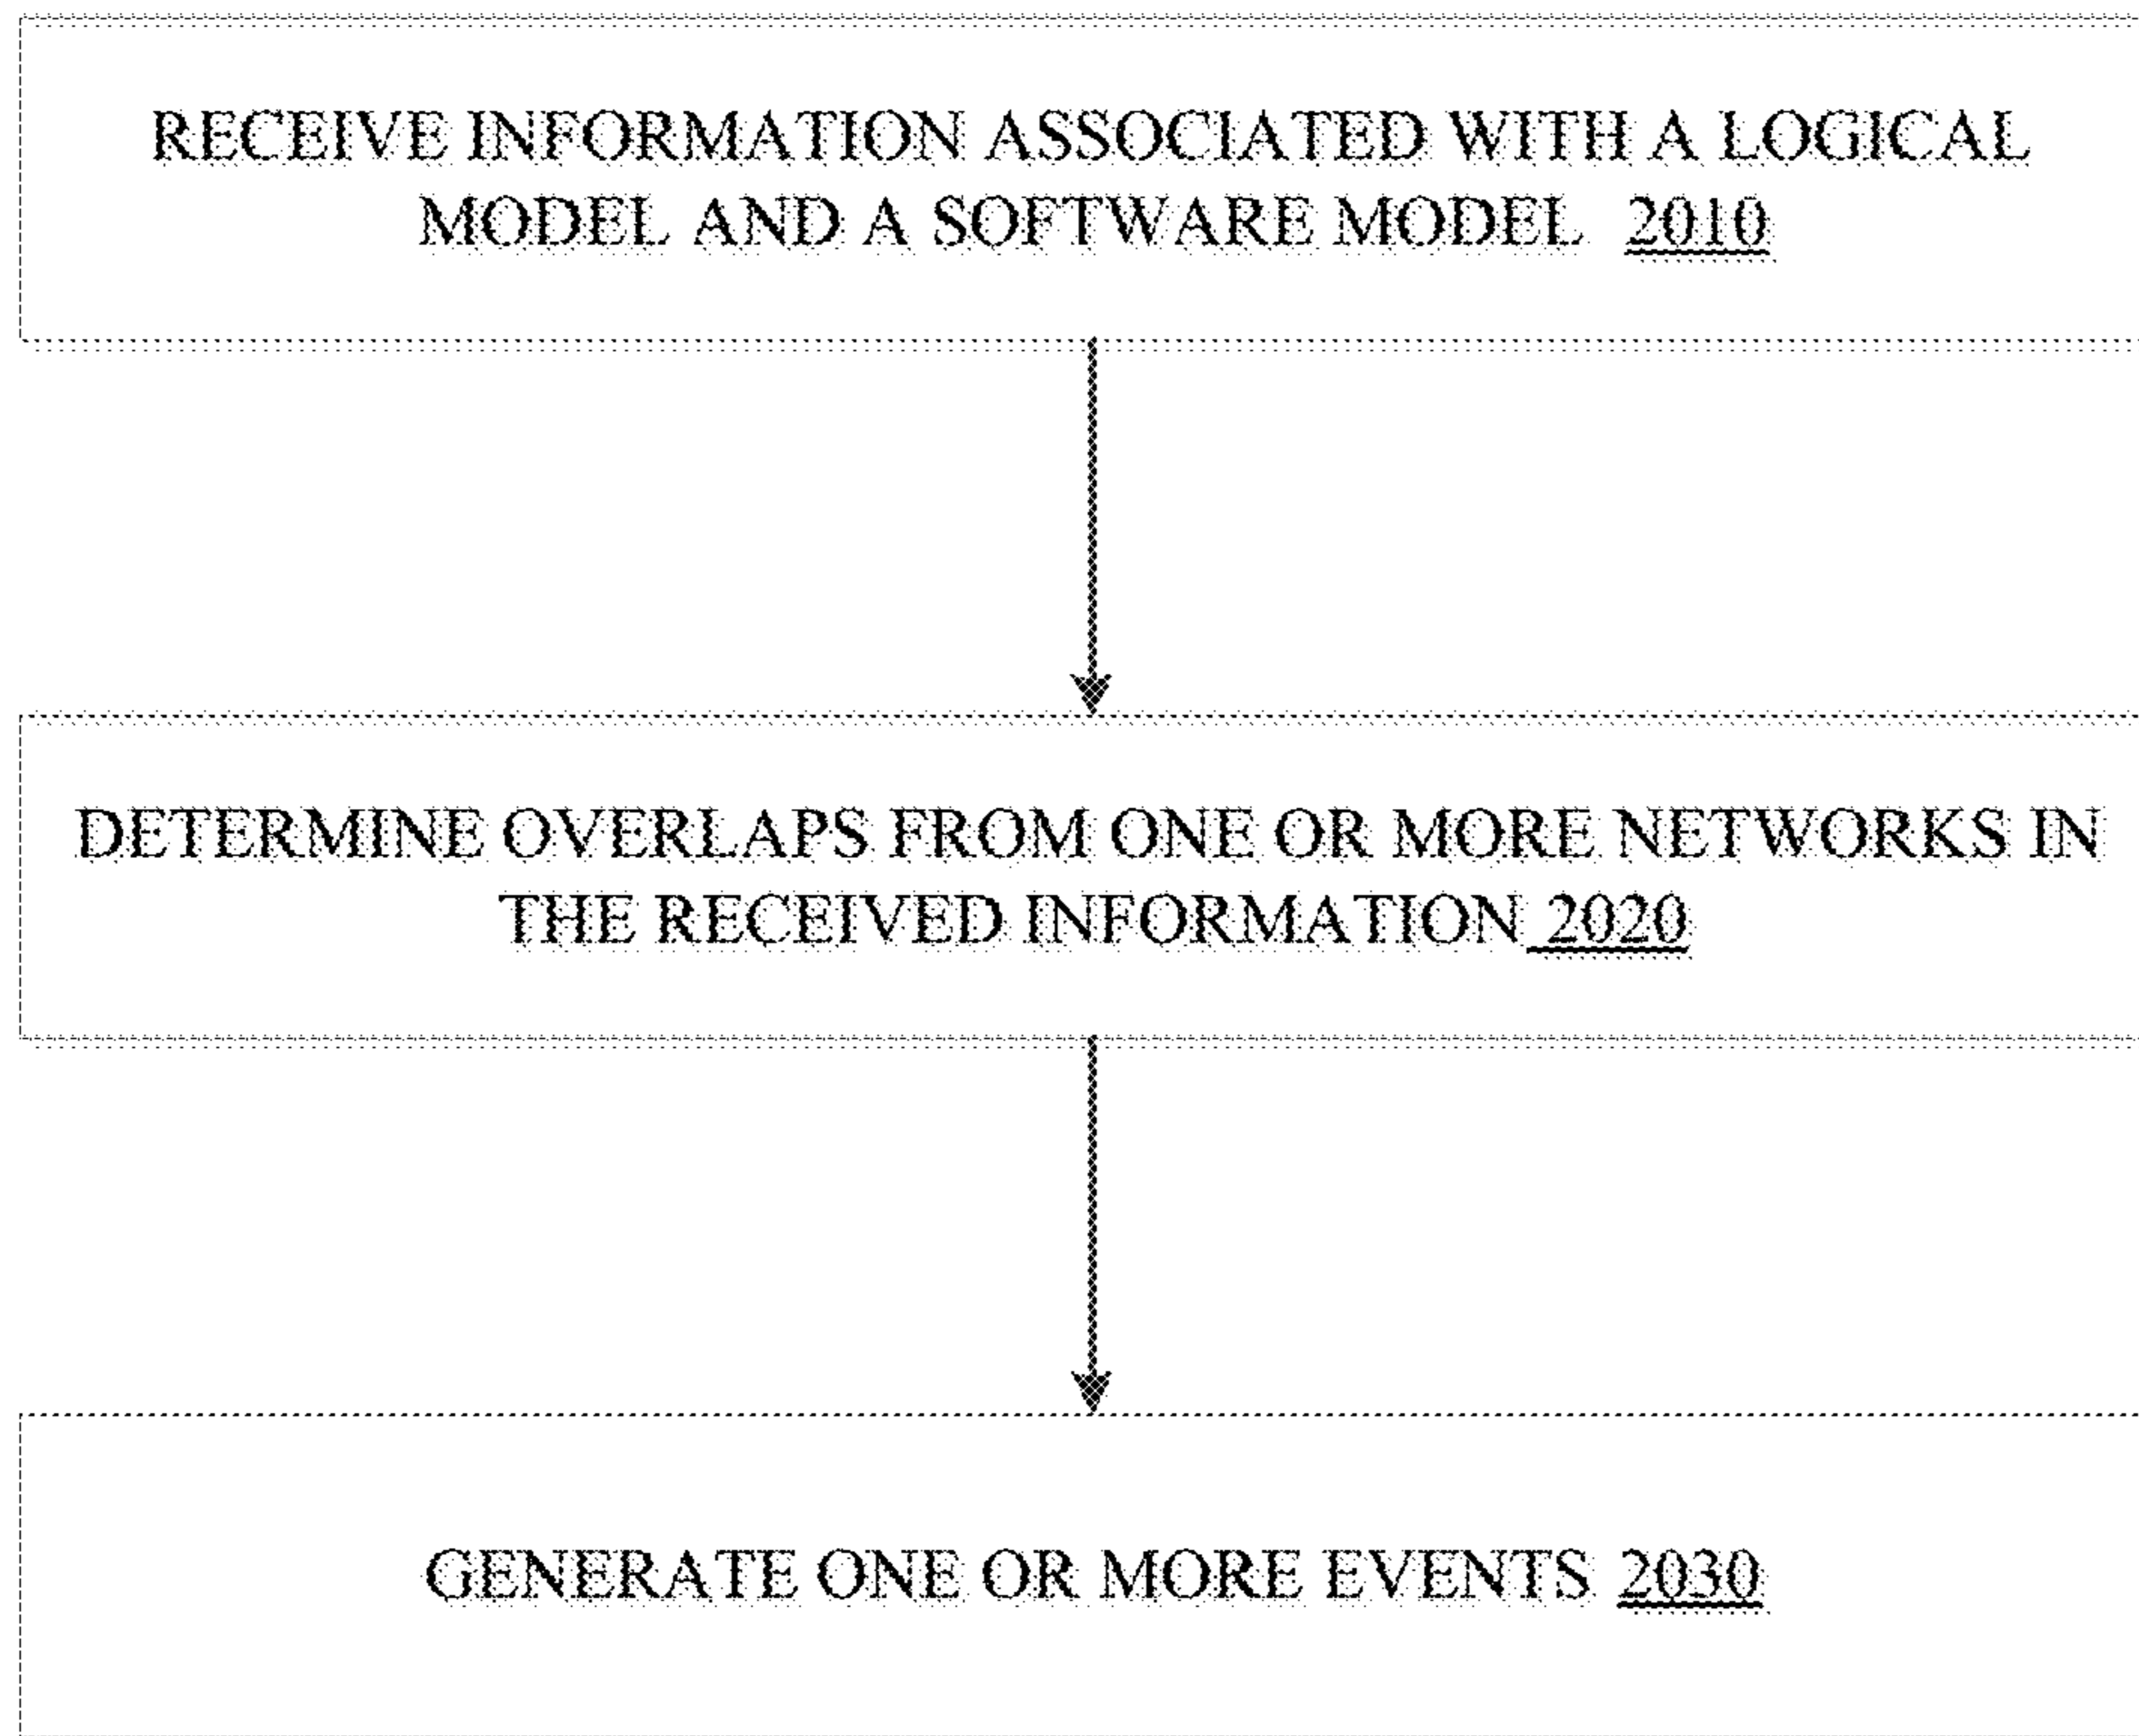 RECEIVE INFORMATION ASSOCIATED WITH A LOGICAL
MODEL AND A SOFTWARE MODEL 2010
DETERMINE OVERLAPS FROM ONE OR MORE NETWORKS IN
THE RECEIVED INFORMATION 2020
GENERATE ONE OR MORE EVENTS 2030